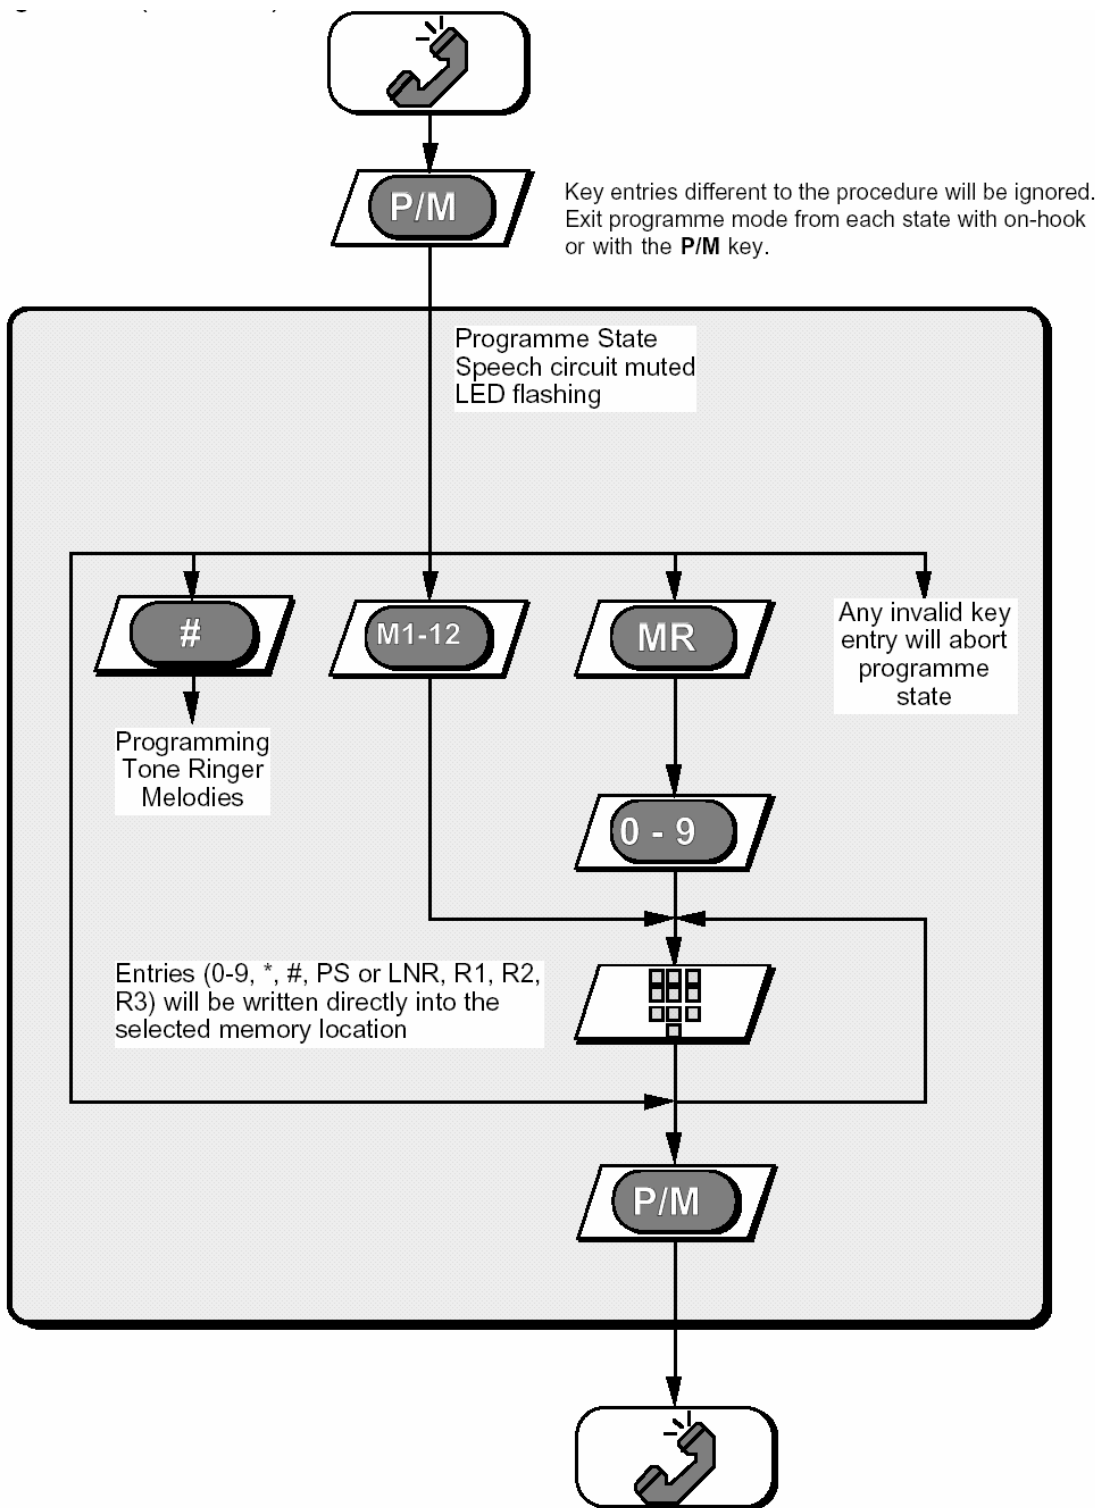 P/M
Key entries different to the procedure will be ignored.
Exit programme mode from each state with on-hook
or with the P/M key.
Programme State
Speech circuit muted
LED flashing
#
M1-12
MR
Any invalid key
entry will abort
programme
state
Programming
Tone Ringer
Melodies
0 - 9
Entries (0-9, *, #, PS or LNR, R1, R2,
R3) will be written directly into the
selected memory location
P/M